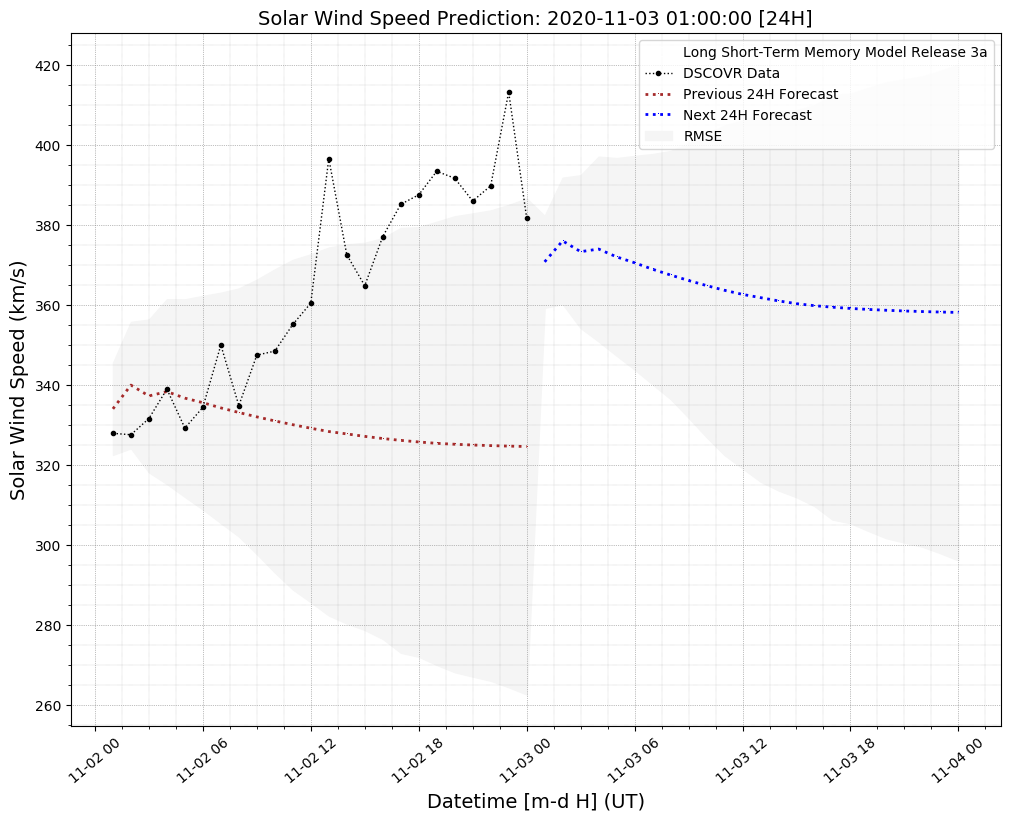 Solar Wind Speed Prediction: 2020-11-03 01:00:00 [24H]
Long Short-Term Memory Model Release 3a
DSCOVR Data
Previous 24H Forecast
Next 24H Forecast
RMSE
Solar Wind Speed (km/s)
420
400
380
360
340
320
300
280
260
11-02 00
11-02 06
11-02 12
11-02 18
11-03 00
11-03 06
11-03 12
11-03 18
11-04 00
Datetime [m-d H] (UT)